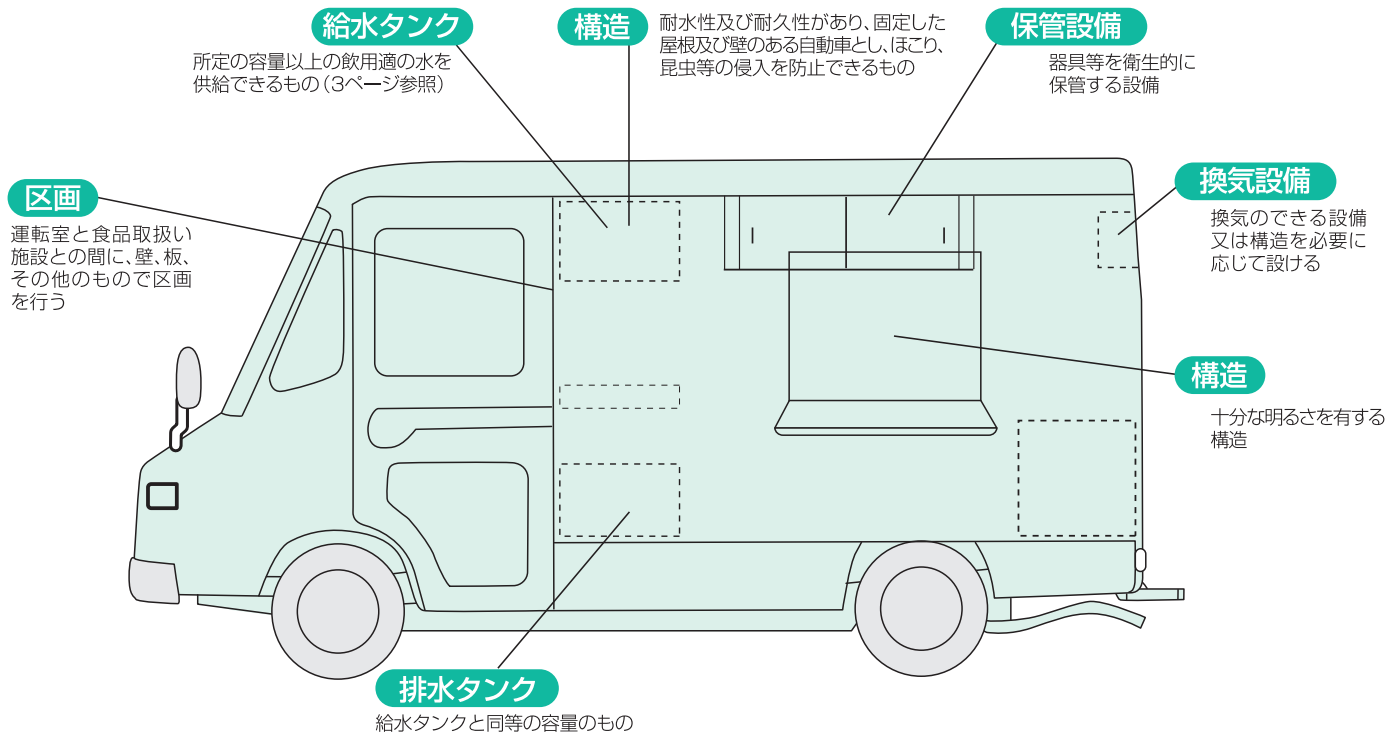 給水タンク
所定の容量以上の飲用適の水を
供給できるもの（3ページ参照）
構造
耐水性及び耐久性があり、固定した
屋根及び壁のある自動車とし、ほこり、
昆虫等の侵入を防止できるもの
保管設備
器具等を衛生的に
保管する設備
区画
運転室と食品取扱い
施設との間に、壁、板、
その他のもので区画
を行う
換気設備
換気のできる設備
又は構造を必要に
応じて設ける
構造
十分な明るさを有する
構造
排水タンク
給水タンクと同等の容量のもの